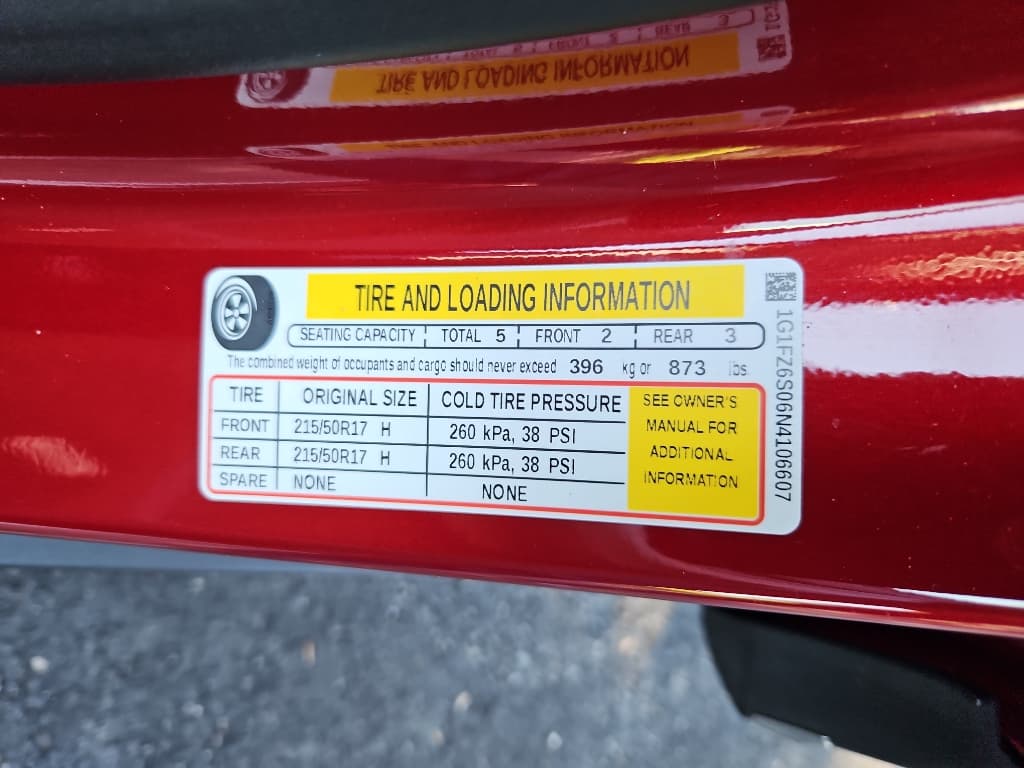 TIRE AND LOADING INFORMATION
SEATING CAPACITY TOTAL 5 FRONT 2 REAR 3
The combined weight of occupants and cargo should never exceed 396 kg or 873 lbs
TIRE ORIGINAL SIZE COLD TIRE PRESSURE
FRONT 215/50R17 H 260 kPa, 38 PSI
REAR 215/50R17 H 260 kPa, 38 PSI
SPARE NONE NONE
SEE OWNER'S
MANUAL FOR
ADDITIONAL
INFORMATION
1G1FZ6S06N4106607